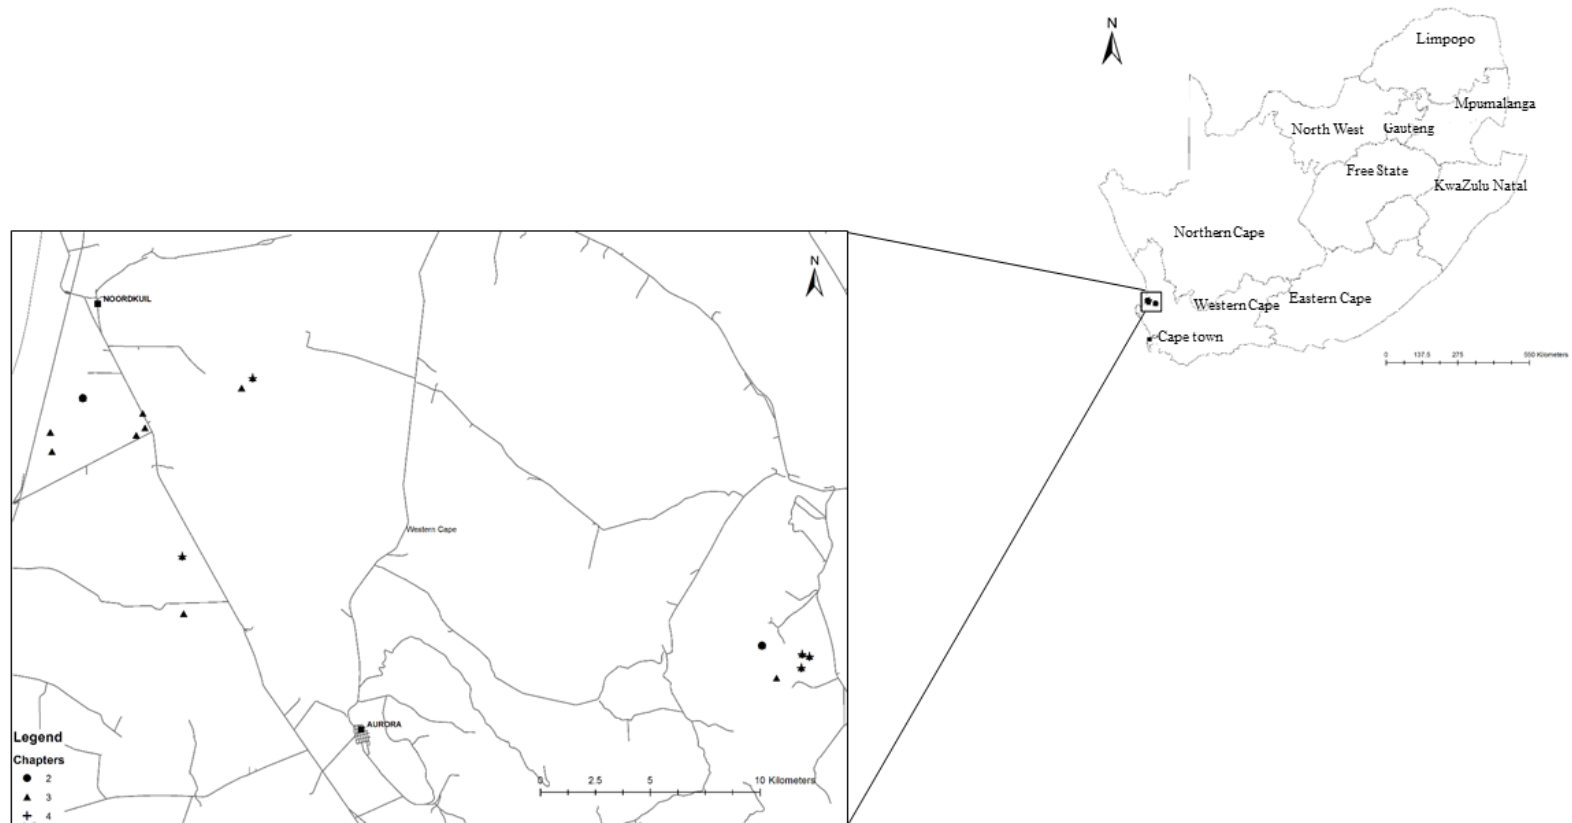 N
Limpopo
Mpumalanga
North West
Gauteng
Free State
KwaZulu Natal
Northern Cape
Western Cape
Eastern Cape
Cape town
0 137.5 275 550 Kilometers
N
NOORDKUIL
Western Cape
AURORA
Legend
Chapters
2
3
4
0 2.5 5 10 Kilometers